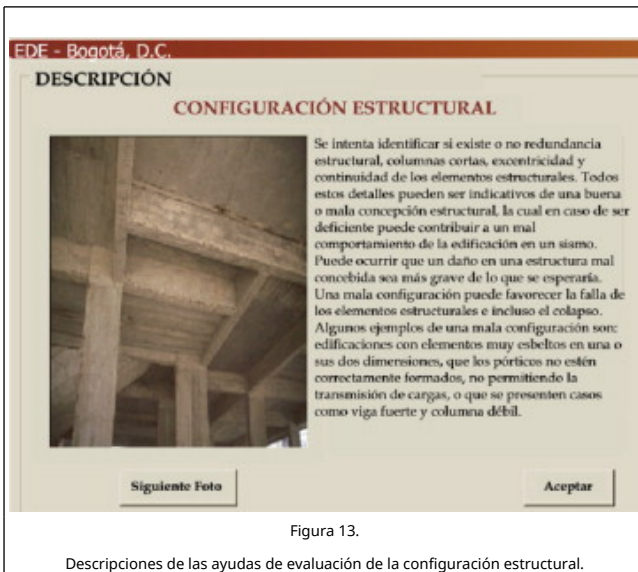 EDE - Bogotá, D.C.
DESCRIPCIÓN
CONFIGURACIÓN ESTRUCTURAL
Se intenta identificar si existe o no redundancia
estructural, columnas cortas, excentricidad y
continuidad de los elementos estructurales. Todos
estos detalles pueden ser indicativos de una buena
o mala concepción estructural, la cual en caso de ser
deficiente puede contribuir a un mal
comportamiento de la edificación en un sismo.
Puede ocurrir que un daño en una estructura mal
concebida sea más grave de lo que se esperaría.
Una mala configuración puede favorecer la falla de
los elementos estructurales e incluso el colapso.
Algunos ejemplos de una mala configuración son:
edificaciones con elementos muy esbeltos en una o
sus dos dimensiones, que los pórticos no estén
correctamente formados, no permitiendo la
transmisión de cargas, o que se presenten casos
como viga fuerte y columna débil.
Siguiente Foto
Aceptar
Figura 13.
Descripciones de las ayudas de evaluación de la configuración estructural.